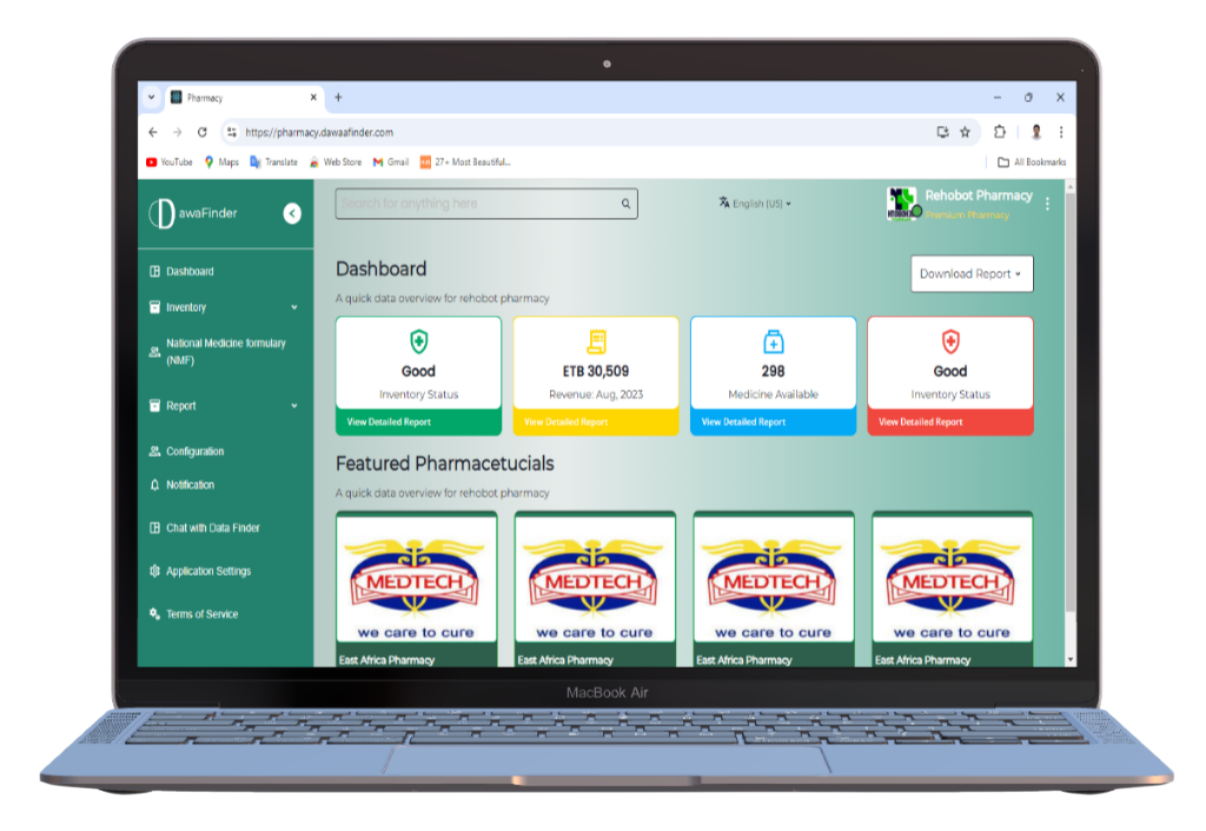 Pharmacy
https://pharmacy.dawaafinder.com
YouTube Maps Translate Web Store Gmail 27+ Most Beautiful... All Bookmarks
DawaFinder
Search for anything here
English (US)
Rehobot Pharmacy
Premium Pharmacy
Dashboard
Inventory
National Medicine formulary
(NMF)
Report
Configuration
Notification
Chat with Data Finder
Application Settings
Terms of Service
Dashboard
Download Report
A quick data overview for rehobot pharmacy
Good
Inventory Status
View Detailed Report
ETB 30,509
Revenue: Aug, 2023
View Detailed Report
298
Medicine Available
View Detailed Report
Good
Inventory Status
View Detailed Report
Featured Pharmacetucials
A quick data overview for rehobot pharmacy
MEDTECH
we care to cure
East Africa Pharmacy
MEDTECH
we care to cure
East Africa Pharmacy
MEDTECH
we care to cure
East Africa Pharmacy
MEDTECH
we care to cure
East Africa Pharmacy
MacBook Air